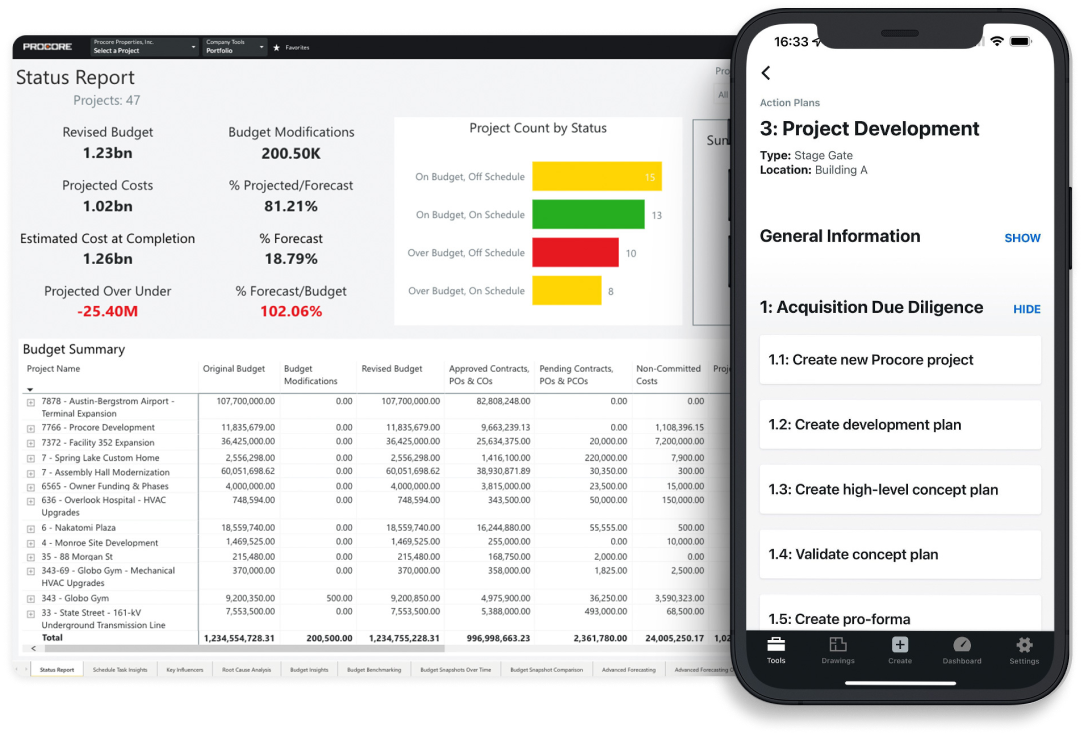 PROCORE
Procore Properties, Inc.
Select a Project
Company Tools
Portfolio
Favorites
Status Report
Projects: 47
Revised Budget
1.23bn
Budget Modifications
200.50K
Projected Costs
1.02bn
% Projected/Forecast
81.21%
Estimated Cost at Completion
1.26bn
% Forecast
18.79%
Projected Over Under
-25.40M
% Forecast/Budget
102.06%
Project Count by Status
On Budget, Off Schedule 15
On Budget, On Schedule 13
Over Budget, Off Schedule 10
Over Budget, On Schedule 8
Pro
All
Sum
Budget Summary
Project Name Original Budget Budget Modifications Revised Budget Approved Contracts, POs & COs Pending Contracts, POs & PCOs Non-Committed Costs Proj
7878 - Austin-Bergstrom Airport - Terminal Expansion 107,700,000.00 0.00 107,700,000.00 82,808,248.00 0.00 0.00
7766 - Procore Development 11,835,679.00 0.00 11,835,679.00 9,663,239.13 0.00 1,108,396.15
7372 - Facility 352 Expansion 36,425,000.00 0.00 36,425,000.00 25,634,375.00 20,000.00 7,200,000.00
7 - Spring Lake Custom Home 2,556,298.00 0.00 2,556,298.00 1,416,100.00 220,000.00 7,900.00
7 - Assembly Hall Modernization 60,051,698.62 0.00 60,051,698.62 38,930,871.89 30,350.00 300.00
6565 - Owner Funding & Phases 4,000,000.00 0.00 4,000,000.00 3,815,000.00 23,500.00 15,000.00
636 - Overlook Hospital - HVAC Upgrades 748,594.00 0.00 748,594.00 343,500.00 50,000.00 150,000.00
6 - Nakatomi Plaza 18,559,740.00 0.00 18,559,740.00 16,244,880.00 55,555.00 500.00
4 - Monroe Site Development 1,469,525.00 0.00 1,469,525.00 255,000.00 0.00 10,000.00
35 - 88 Morgan St 215,480.00 0.00 215,480.00 168,750.00 2,000.00 0.00
343-69 - Globo Gym - Mechanical HVAC Upgrades 370,000.00 0.00 370,000.00 358,000.00 1,825.00 2,500.00
343 - Globo Gym 9,200,350.00 500.00 9,200,850.00 4,975,900.00 36,250.00 3,590,323.00
33 - State Street - 161-kV Underground Transmission Line 7,553,500.00 0.00 7,553,500.00 5,388,000.00 493,000.00 68,500.00
Total 1,234,554,728.31 200,500.00 1,234,755,228.31 996,998,663.23 2,361,780.00 24,005,250.17 1,02
Status Report
Schedule Task Insights
Key Influencers
Root Cause Analysis
Budget Insights
Budget Benchmarking
Budget Snapshots Over Time
Budget Snapshot Comparison
Advanced Forecasting
Advanced Forecasting
16:33
Action Plans
3: Project Development
Type: Stage Gate
Location: Building A
General Information
SHOW
1: Acquisition Due Diligence
HIDE
1.1: Create new Procore project
1.2: Create development plan
1.3: Create high-level concept plan
1.4: Validate concept plan
1.5: Create pro-forma
Tools
Drawings
Create
Dashboard
Settings